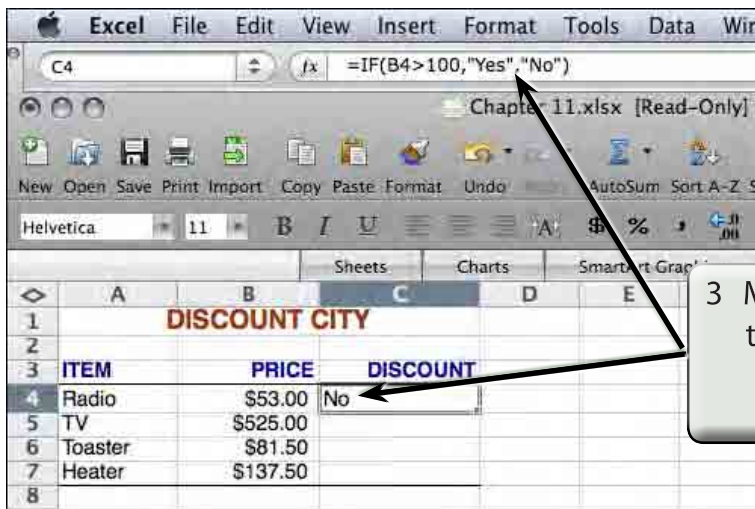 Excel File Edit View Insert Format Tools Data
C4 fx =IF(B4>100,"Yes","No")
Chapter 11.xlsx [Read-Only]
New Open Save Print Import Copy Paste Format Undo AutoSum Sort A-Z
Helvetica 11 B I U A $ % , .0 .00
Sheets Charts SmartArt
A B C D E
1 DISCOUNT CITY
2
3 ITEM PRICE DISCOUNT
4 Radio $53.00 No
5 TV $525.00
6 Toaster $81.50
7 Heater $137.50
8
3